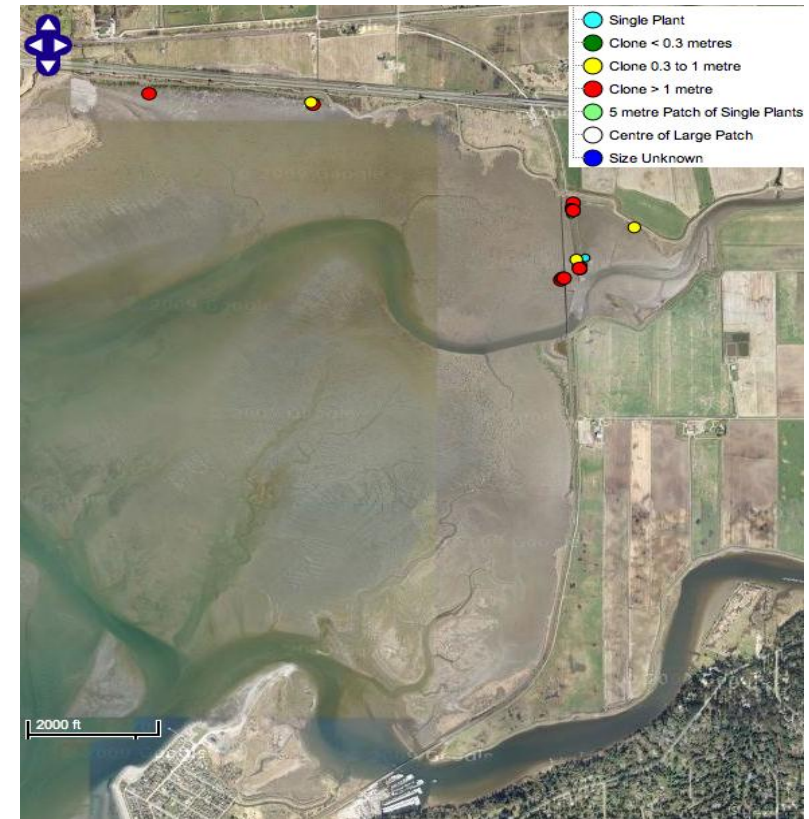 Single Plant
Clone < 0.3 metres
Clone 0.3 to 1 metre
Clone > 1 metre
5 metre Patch of Single Plants
Centre of Large Patch
Size Unknown
2000 ft